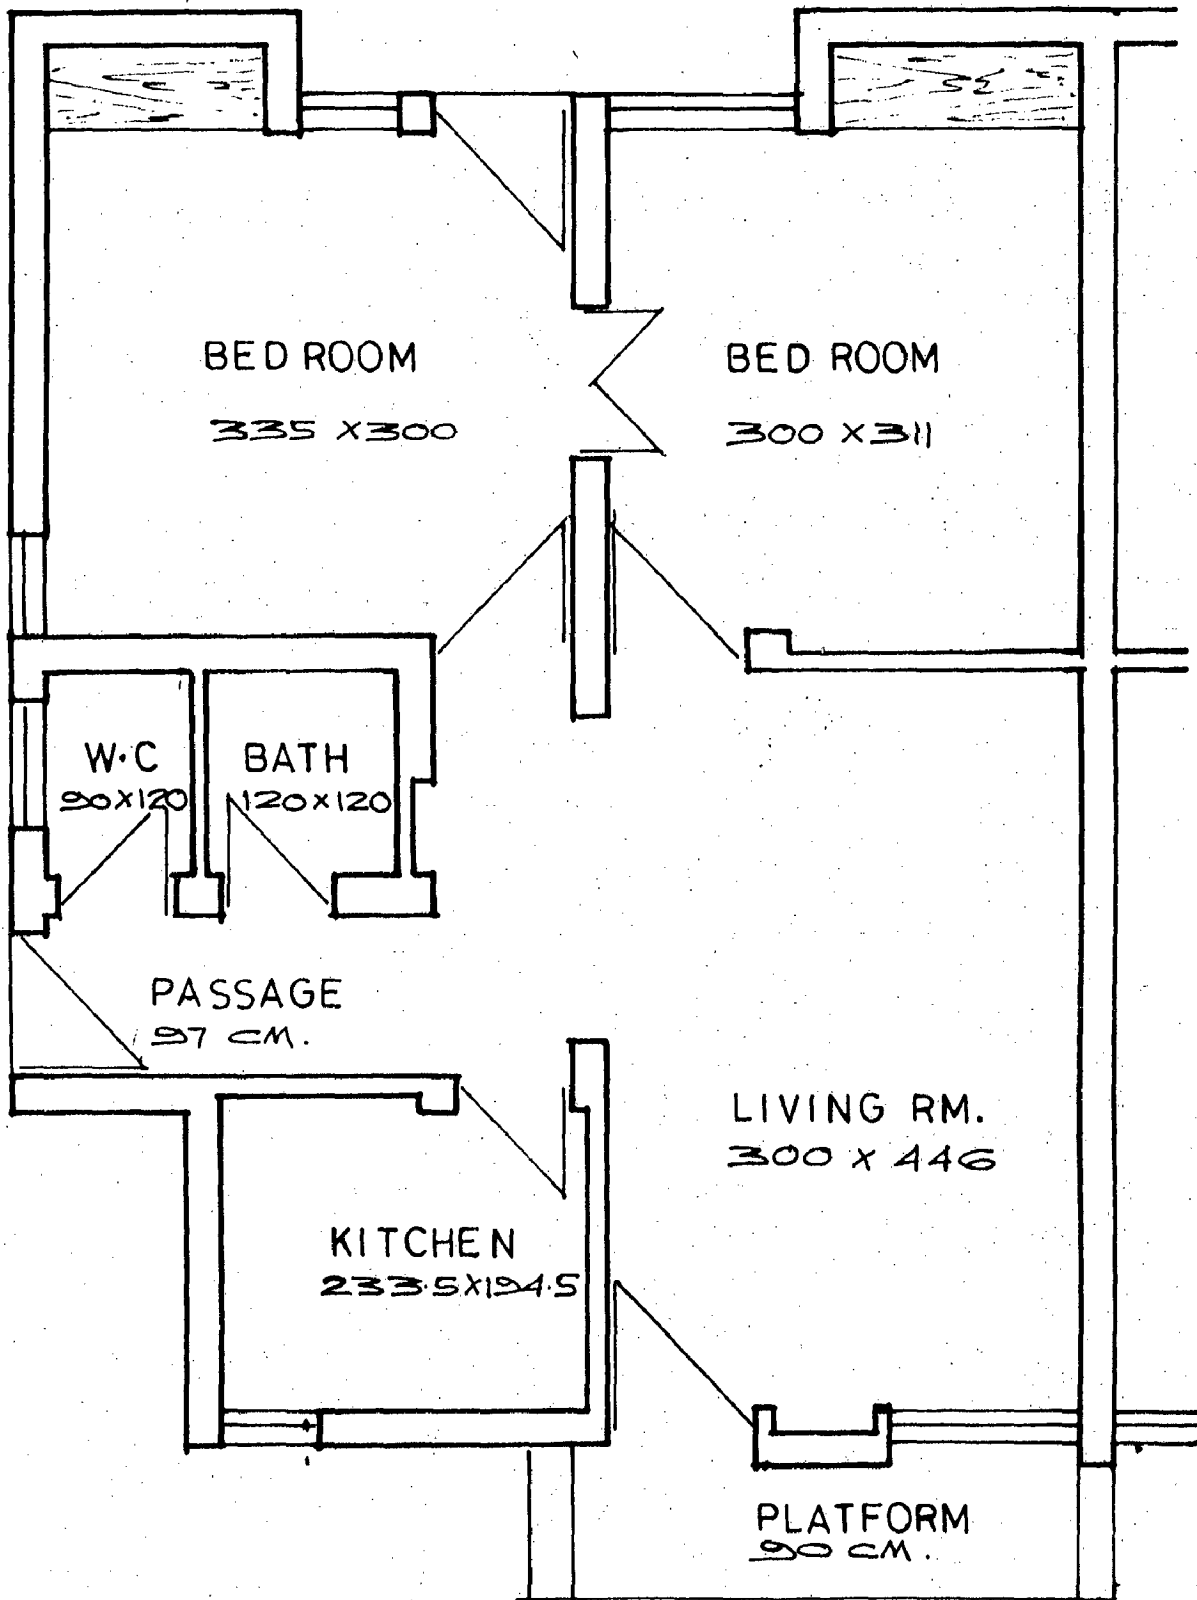 BED ROOM
335 X300
BED ROOM
300 X311
W.C
90X120
BATH
120X120
PASSAGE
97 CM.
LIVING RM.
300 X 446
KITCHEN
233.5X194.5
PLATFORM
90 CM.